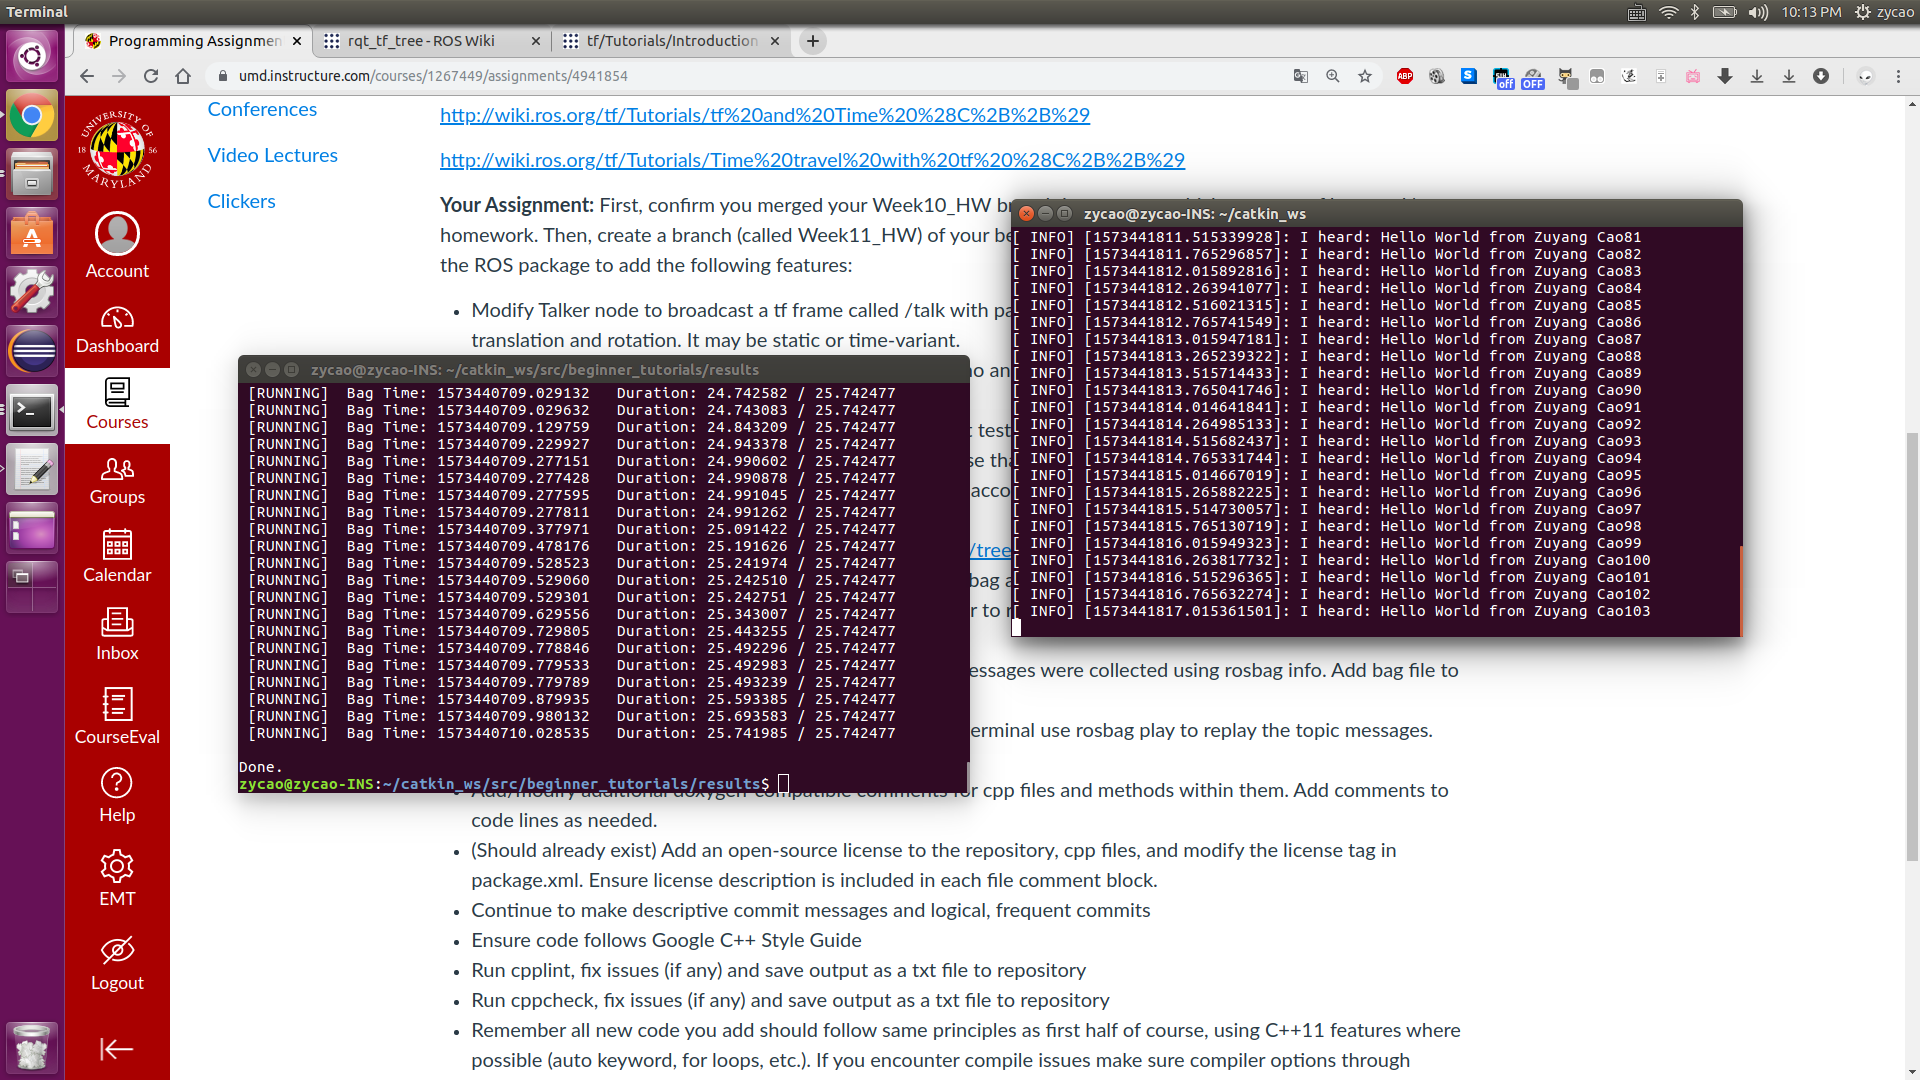 Terminal
10:13 PM
zycao
Programming Assignmen
rqt_tf_tree - ROS Wiki
tf/Tutorials/Introduction
umd.instructure.com/courses/1267449/assignments/4941854
ABP
off
OFF
UNIVERSITY OF
18 56
MARYLAND
Account
Dashboard
Courses
Groups
Calendar
Inbox
CourseEval
Help
EMT
Logout
Conferences
Video Lectures
Clickers
http://wiki.ros.org/tf/Tutorials/tf%20and%20Time%20%28C%2B%2B%29
http://wiki.ros.org/tf/Tutorials/Time%20travel%20with%20tf%20%28C%2B%2B%29
Your Assignment: First, confirm you merged your Week10_HW br
homework. Then, create a branch (called Week11_HW) of your be
the ROS package to add the following features:
• Modify Talker node to broadcast a tf frame called /talk with pa
translation and rotation. It may be static or time-variant.
zycao@zycao-INS: ~/catkin_ws/src/beginner_tutorials/results
[RUNNING]  Bag Time: 1573440709.029132   Duration: 24.742582 / 25.742477
[RUNNING]  Bag Time: 1573440709.029632   Duration: 24.743083 / 25.742477
[RUNNING]  Bag Time: 1573440709.129759   Duration: 24.843209 / 25.742477
[RUNNING]  Bag Time: 1573440709.229927   Duration: 24.943378 / 25.742477
[RUNNING]  Bag Time: 1573440709.277151   Duration: 24.990602 / 25.742477
[RUNNING]  Bag Time: 1573440709.277428   Duration: 24.990878 / 25.742477
[RUNNING]  Bag Time: 1573440709.277595   Duration: 24.991045 / 25.742477
[RUNNING]  Bag Time: 1573440709.277811   Duration: 24.991262 / 25.742477
[RUNNING]  Bag Time: 1573440709.377971   Duration: 25.091422 / 25.742477
[RUNNING]  Bag Time: 1573440709.478176   Duration: 25.191626 / 25.742477
[RUNNING]  Bag Time: 1573440709.528523   Duration: 25.241974 / 25.742477
[RUNNING]  Bag Time: 1573440709.529060   Duration: 25.242510 / 25.742477
[RUNNING]  Bag Time: 1573440709.529301   Duration: 25.242751 / 25.742477
[RUNNING]  Bag Time: 1573440709.629556   Duration: 25.343007 / 25.742477
[RUNNING]  Bag Time: 1573440709.729805   Duration: 25.443255 / 25.742477
[RUNNING]  Bag Time: 1573440709.778846   Duration: 25.492296 / 25.742477
[RUNNING]  Bag Time: 1573440709.779533   Duration: 25.492983 / 25.742477
[RUNNING]  Bag Time: 1573440709.779789   Duration: 25.493239 / 25.742477
[RUNNING]  Bag Time: 1573440709.879935   Duration: 25.593385 / 25.742477
[RUNNING]  Bag Time: 1573440709.980132   Duration: 25.693583 / 25.742477
[RUNNING]  Bag Time: 1573440710.028535   Duration: 25.741985 / 25.742477
Done.
zycao@zycao-INS:~/catkin_ws/src/beginner_tutorials/results$
zycao@zycao-INS: ~/catkin_ws
[ INFO] [1573441811.515339928]: I heard: Hello World from Zuyang Cao81
[ INFO] [1573441811.765296857]: I heard: Hello World from Zuyang Cao82
[ INFO] [1573441812.015892816]: I heard: Hello World from Zuyang Cao83
[ INFO] [1573441812.263941077]: I heard: Hello World from Zuyang Cao84
[ INFO] [1573441812.516021315]: I heard: Hello World from Zuyang Cao85
[ INFO] [1573441812.765741549]: I heard: Hello World from Zuyang Cao86
[ INFO] [1573441813.015947181]: I heard: Hello World from Zuyang Cao87
[ INFO] [1573441813.265239322]: I heard: Hello World from Zuyang Cao88
[ INFO] [1573441813.515714433]: I heard: Hello World from Zuyang Cao89
[ INFO] [1573441813.765041746]: I heard: Hello World from Zuyang Cao90
[ INFO] [1573441814.014641841]: I heard: Hello World from Zuyang Cao91
[ INFO] [1573441814.264985133]: I heard: Hello World from Zuyang Cao92
[ INFO] [1573441814.515682437]: I heard: Hello World from Zuyang Cao93
[ INFO] [1573441814.765331744]: I heard: Hello World from Zuyang Cao94
[ INFO] [1573441815.014667019]: I heard: Hello World from Zuyang Cao95
[ INFO] [1573441815.265882225]: I heard: Hello World from Zuyang Cao96
[ INFO] [1573441815.514730057]: I heard: Hello World from Zuyang Cao97
[ INFO] [1573441815.765130719]: I heard: Hello World from Zuyang Cao98
[ INFO] [1573441816.015949323]: I heard: Hello World from Zuyang Cao99
[ INFO] [1573441816.263817732]: I heard: Hello World from Zuyang Cao100
[ INFO] [1573441816.515296365]: I heard: Hello World from Zuyang Cao101
[ INFO] [1573441816.765632274]: I heard: Hello World from Zuyang Cao102
[ INFO] [1573441817.015361501]: I heard: Hello World from Zuyang Cao103
o an
t test
se tha
acco
/tree
bag a
r to r
essages were collected using rosbag info. Add bag file to
erminal use rosbag play to replay the topic messages.
cpp files and methods within them. Add comments to
code lines as needed.
• (Should already exist) Add an open-source license to the repository, cpp files, and modify the license tag in
package.xml. Ensure license description is included in each file comment block.
• Continue to make descriptive commit messages and logical, frequent commits
• Ensure code follows Google C++ Style Guide
• Run cpplint, fix issues (if any) and save output as a txt file to repository
• Run cppcheck, fix issues (if any) and save output as a txt file to repository
• Remember all new code you add should follow same principles as first half of course, using C++11 features where
possible (auto keyword, for loops, etc.). If you encounter compile issues make sure compiler options through